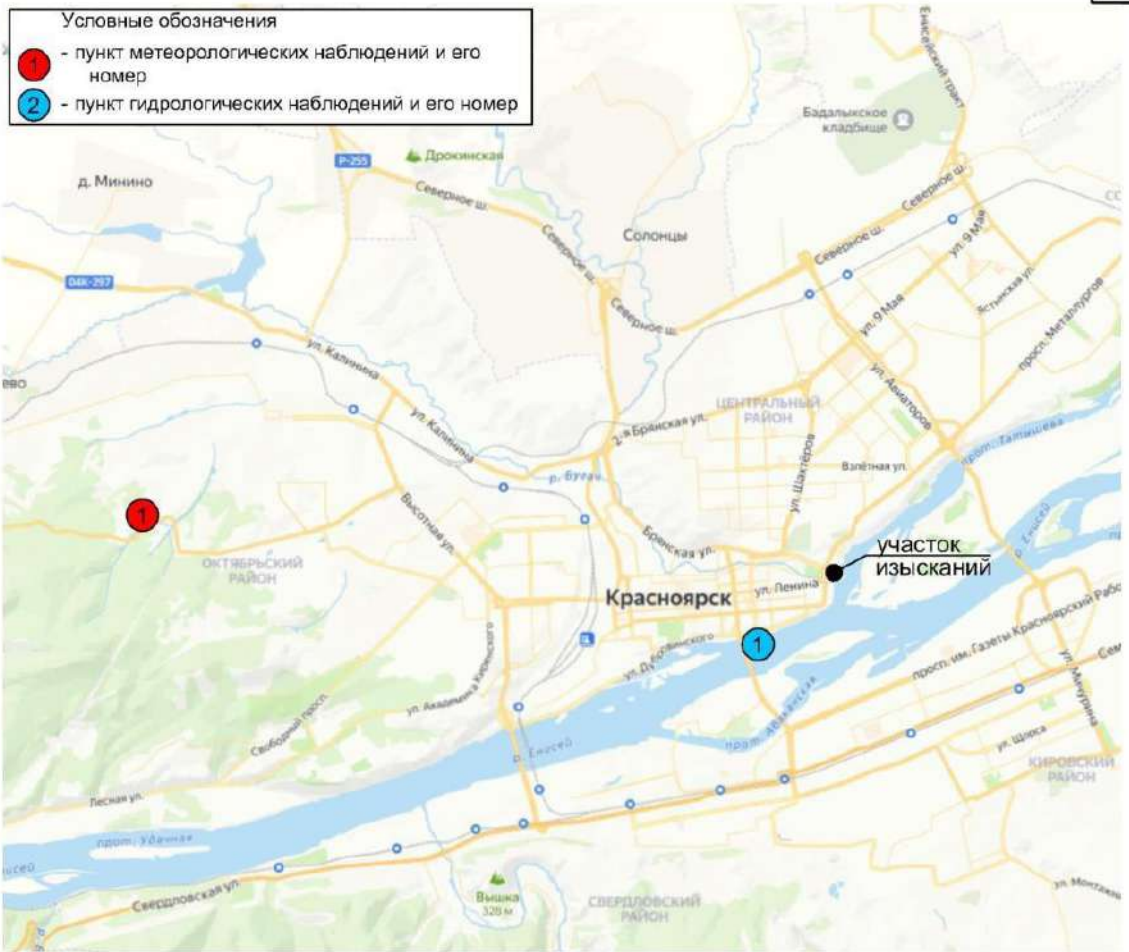 Условные обозначения
1 - пункт метеорологических наблюдений и его
номер
2 - пункт гидрологических наблюдений и его номер
Енисейский тракт
Бадалыкское
кладбище
Р-255
Дрокинская
д. Минино
Северное ш.
Северное ш.
Солонцы
Северное ш.
Северное ш.
ул. 9 Мая
04К-297
Северное ш.
ул. 9 Мая
просп. Металлургов
ул. Калинина
ул. Авиаторов
ево
ул. Калинина
ЦЕНТРАЛЬНЫЙ
РАЙОН
2-я Брянская ул.
прот. Татышева
ул. Шахтёров
Взлётная ул.
р. Бугач
1
Высотная ул.
р. Енисей
Брянская ул.
участок
изысканий
ОКТЯБРЬСКИЙ
РАЙОН
ул. Ленина
Красноярск
просп. им. Газеты Красноярский Рабо
1
Сем
ул. Академика Киренского
прот. Абаканская
ул. Мичурина
Свободный просп.
р. Енисей
ул. Щорса
КИРОВСКИЙ
РАЙОН
Лесная ул.
прот. Удачная
нисей
Свердловская ул.
Вышка
328 м
СВЕРДЛОВСКИЙ
РАЙОН